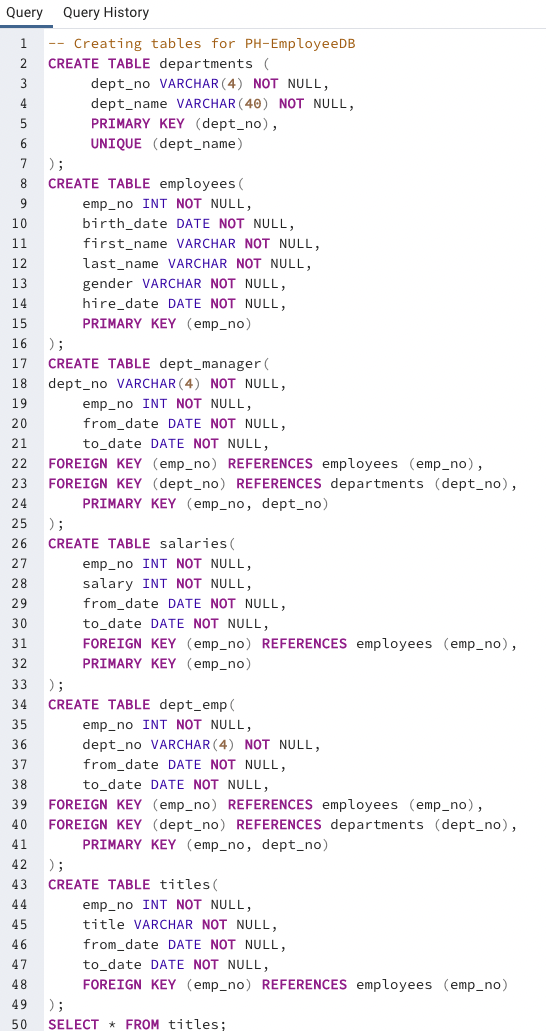 Query Query History
1 -- Creating tables for PH-EmployeeDB
2 CREATE TABLE departments (
3 dept_no VARCHAR(4) NOT NULL,
4 dept_name VARCHAR(40) NOT NULL,
5 PRIMARY KEY (dept_no),
6 UNIQUE (dept_name)
7 );
8 CREATE TABLE employees(
9 emp_no INT NOT NULL,
10 birth_date DATE NOT NULL,
11 first_name VARCHAR NOT NULL,
12 last_name VARCHAR NOT NULL,
13 gender VARCHAR NOT NULL,
14 hire_date DATE NOT NULL,
15 PRIMARY KEY (emp_no)
16 );
17 CREATE TABLE dept_manager(
18 dept_no VARCHAR(4) NOT NULL,
19 emp_no INT NOT NULL,
20 from_date DATE NOT NULL,
21 to_date DATE NOT NULL,
22 FOREIGN KEY (emp_no) REFERENCES employees (emp_no),
23 FOREIGN KEY (dept_no) REFERENCES departments (dept_no),
24 PRIMARY KEY (emp_no, dept_no)
25 );
26 CREATE TABLE salaries(
27 emp_no INT NOT NULL,
28 salary INT NOT NULL,
29 from_date DATE NOT NULL,
30 to_date DATE NOT NULL,
31 FOREIGN KEY (emp_no) REFERENCES employees (emp_no),
32 PRIMARY KEY (emp_no)
33 );
34 CREATE TABLE dept_emp(
35 emp_no INT NOT NULL,
36 dept_no VARCHAR(4) NOT NULL,
37 from_date DATE NOT NULL,
38 to_date DATE NOT NULL,
39 FOREIGN KEY (emp_no) REFERENCES employees (emp_no),
40 FOREIGN KEY (dept_no) REFERENCES departments (dept_no),
41 PRIMARY KEY (emp_no, dept_no)
42 );
43 CREATE TABLE titles(
44 emp_no INT NOT NULL,
45 title VARCHAR NOT NULL,
46 from_date DATE NOT NULL,
47 to_date DATE NOT NULL,
48 FOREIGN KEY (emp_no) REFERENCES employees (emp_no)
49 );
50 SELECT * FROM titles;